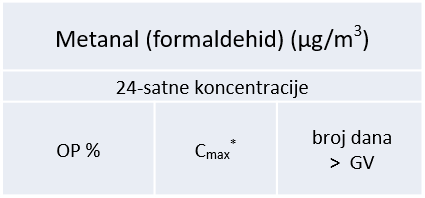 Metanal (formaldehid) (µg/m³)
24-satne koncentracije
OP %
Cmax*
broj dana
> GV